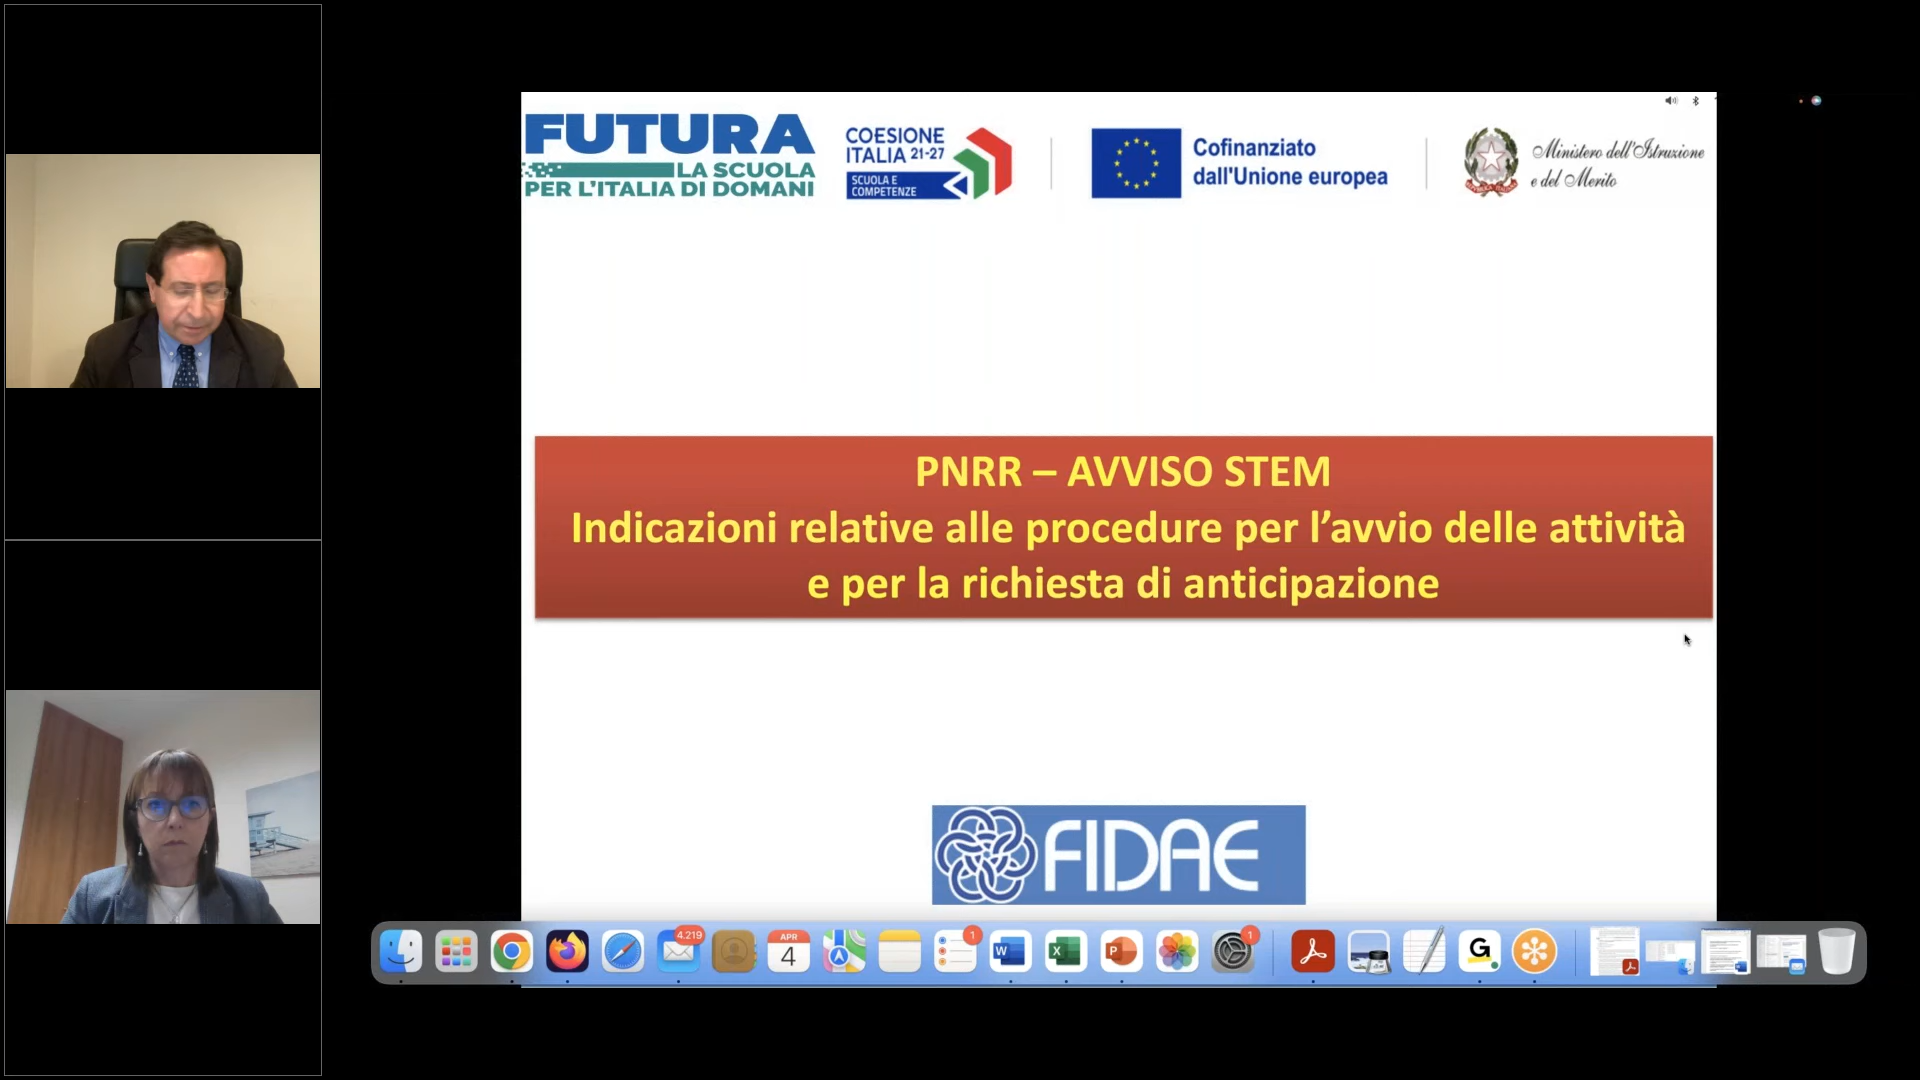 FUTURA
LA SCUOLA
PER L'ITALIA DI DOMANI
COESIONE
ITALIA 21-27
SCUOLA E
COMPETENZE
Cofinanziato
dall'Unione europea
Ministero dell'Istruzione
e del Merito
PNRR – AVVISO STEM
Indicazioni relative alle procedure per l'avvio delle attività
e per la richiesta di anticipazione
FIDAE
4.219
APR
4
1
W
X
P
1
G